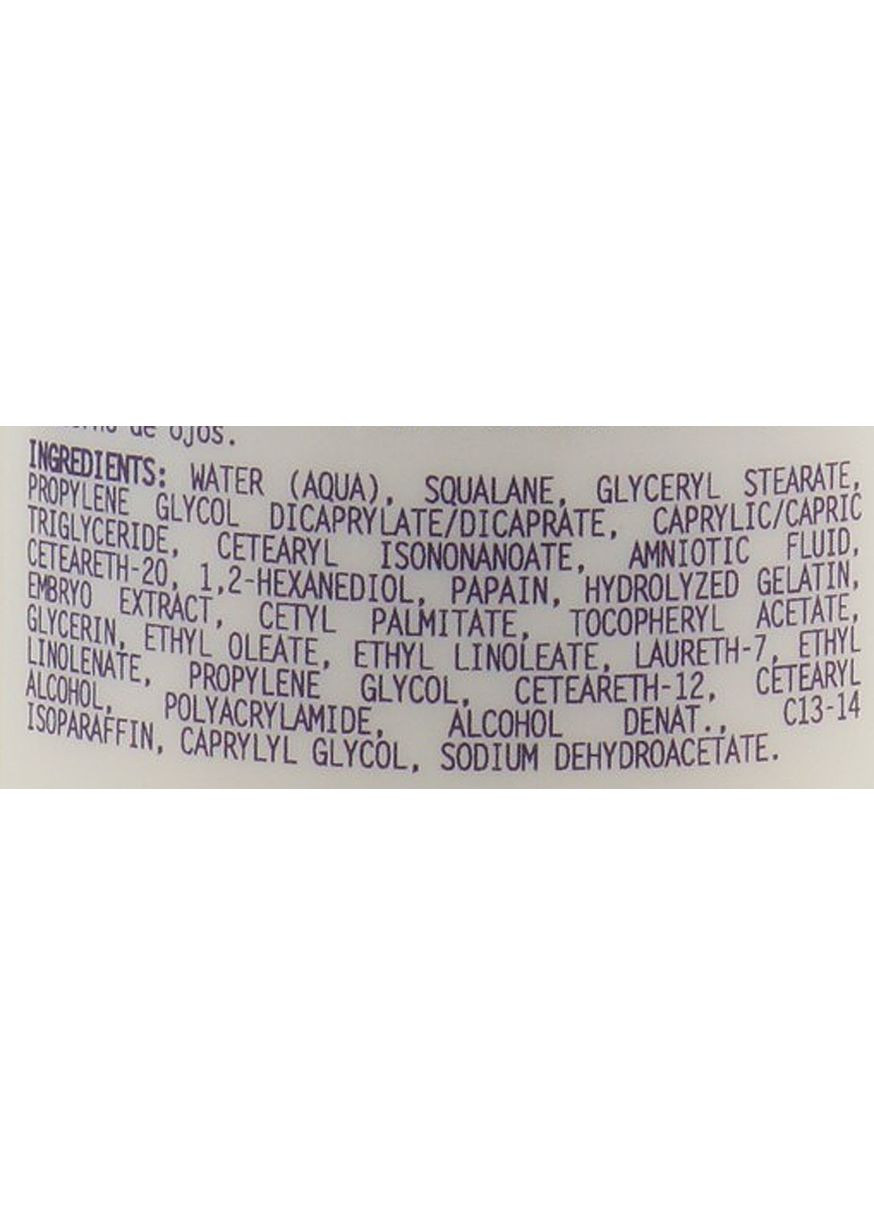 de ojos.
INGREDIENTS: WATER (AQUA), SQUALANE, GLYCERYL STEARATE,
PROPYLENE GLYCOL DICAPRYLATE/DICAPRATE, CAPRYLIC/CAPRIC
TRIGLYCERIDE, CETEARYL ISONONANOATE, AMNIOTIC FLUID,
CETEARETH-20, 1,2-HEXANEDIOL, PAPAIN, HYDROLYZED GELATIN,
EMBRYO EXTRACT, CETYL PALMITATE, TOCOPHERYL ACETATE,
GLYCERIN, ETHYL OLEATE, ETHYL LINOLEATE, LAURETH-7, ETHYL
LINOLENATE, PROPYLENE GLYCOL, CETEARETH-12, CETEARYL
ALCOHOL, POLYACRYLAMIDE, ALCOHOL DENAT., C13-14
ISOPARAFFIN, CAPRYLYL GLYCOL, SODIUM DEHYDROACETATE.